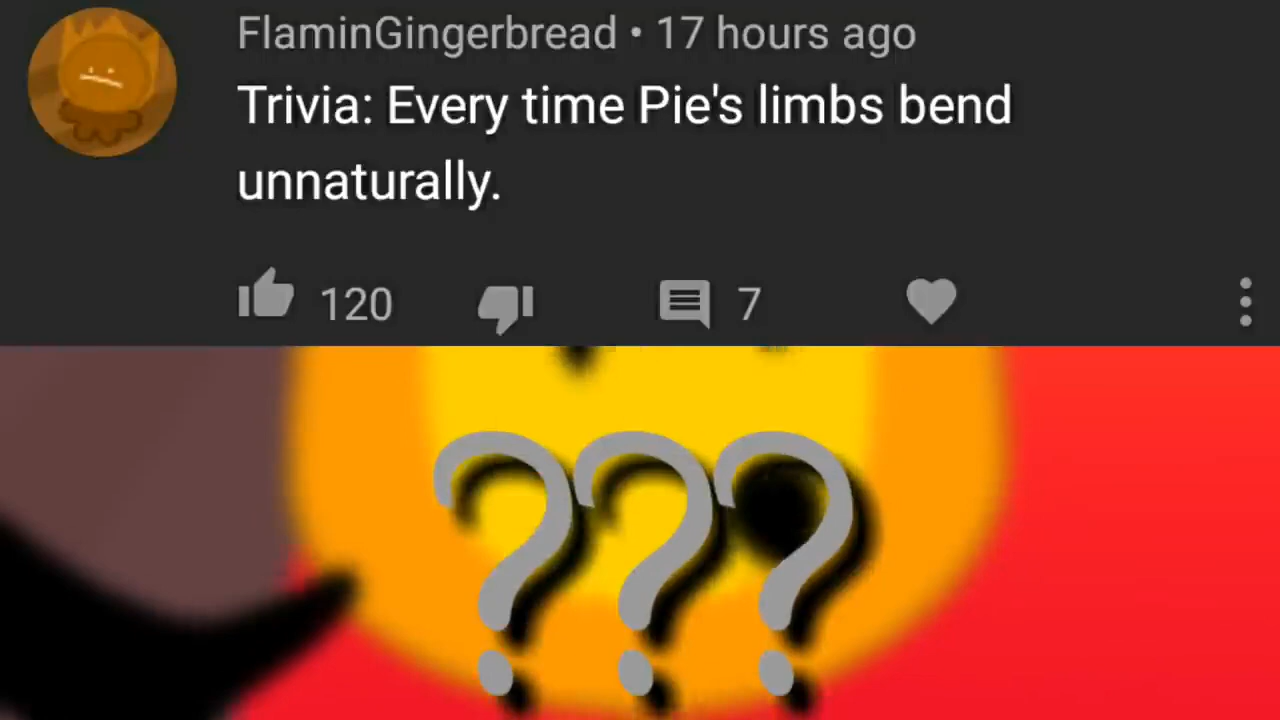 FlaminGingerbread • 17 hours ago
Trivia: Every time Pie's limbs bend
unnaturally.
120
7
???